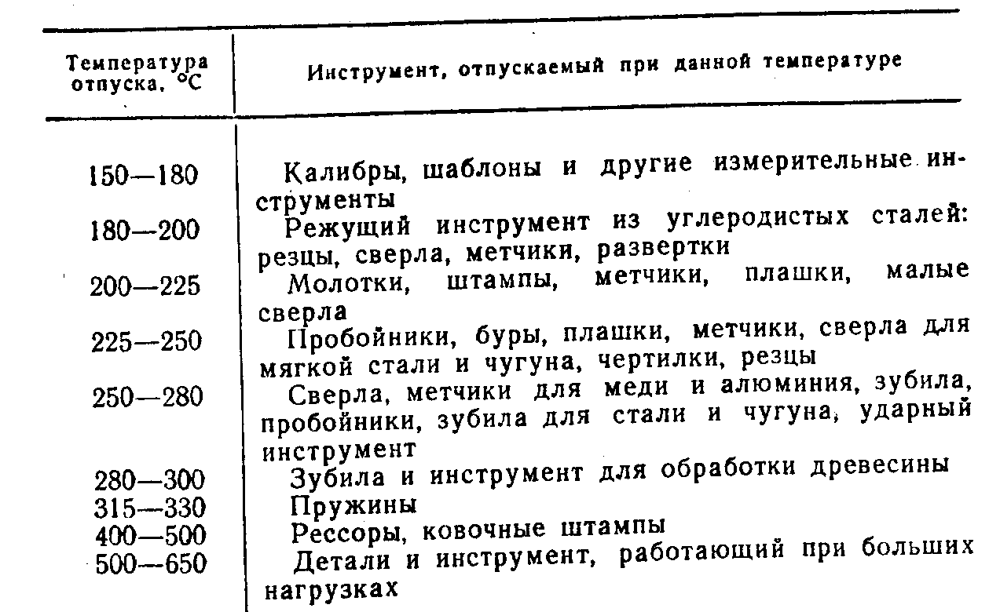 Температура
отпуска, °С
Инструмент, отпускаемый при данной температуре
150—180 Калибры, шаблоны и другие измерительные ин-
струменты
180—200 Режущий инструмент из углеродистых сталей:
резцы, сверла, метчики, развертки
200—225 Молотки, штампы, метчики, плашки, малые
сверла
225—250 Пробойники, буры, плашки, метчики, сверла для
мягкой стали и чугуна, чертилки, резцы
250—280 Сверла, метчики для меди и алюминия, зубила,
пробойники, зубила для стали и чугуна, ударный
инструмент
280—300 Зубила и инструмент для обработки древесины
315—330 Пружины
400—500 Рессоры, ковочные штампы
500—650 Детали и инструмент, работающий при больших
нагрузках